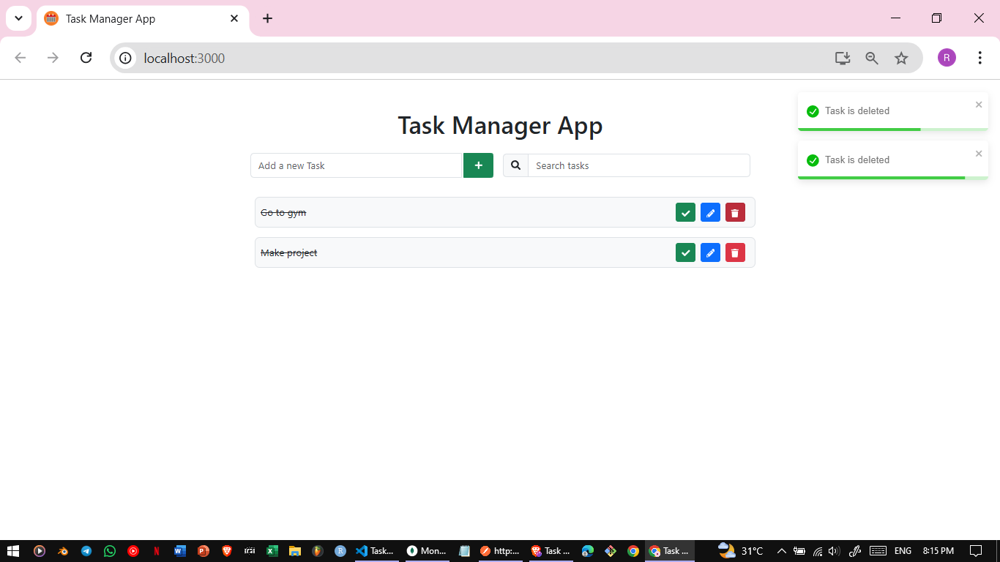 Task Manager App
localhost:3000
R
Task is deleted
Task is deleted
Task Manager App
Add a new Task
Search tasks
Go to gym
Make project
Task...
Mon...
http:...
Task ...
Task ...
31°C
ENG
8:15 PM